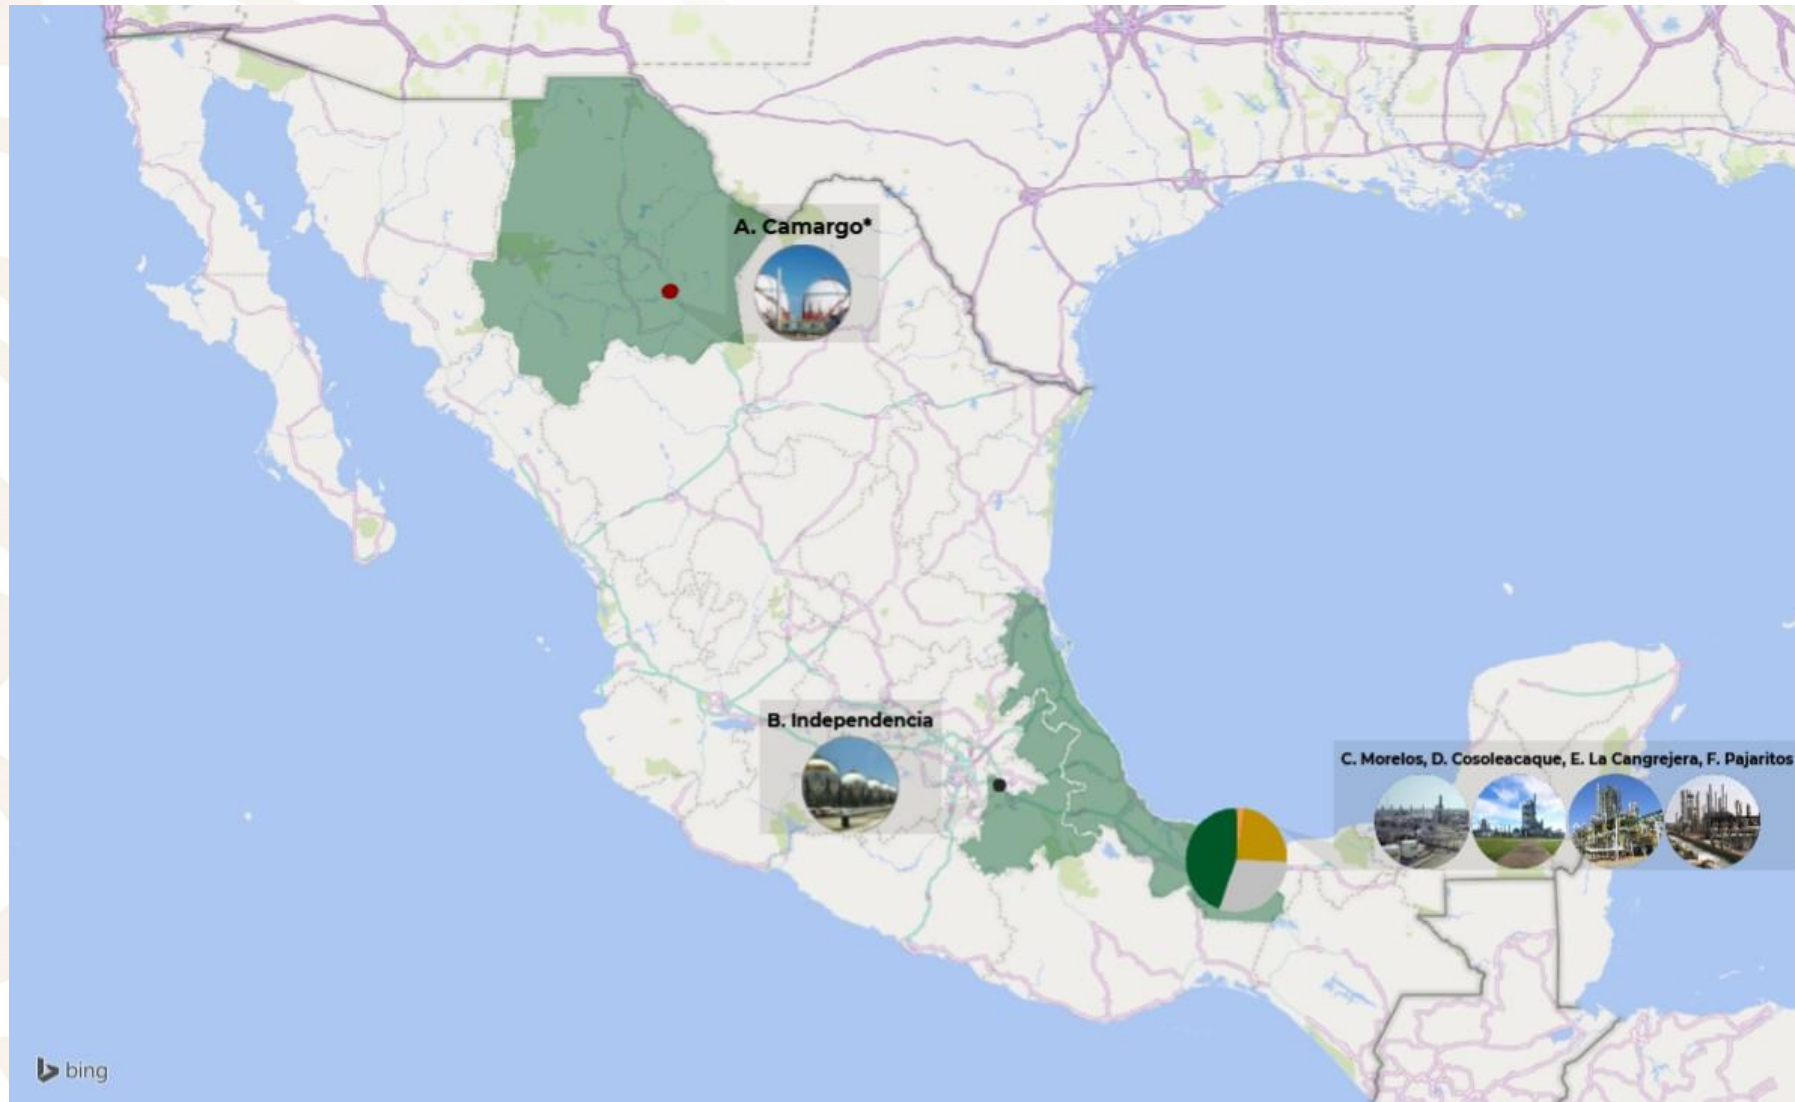 A. Camargo*
B. Independencia
C. Morelos, D. Cosoleacaque, E. La Cangrejera, F. Pajaritos
bing